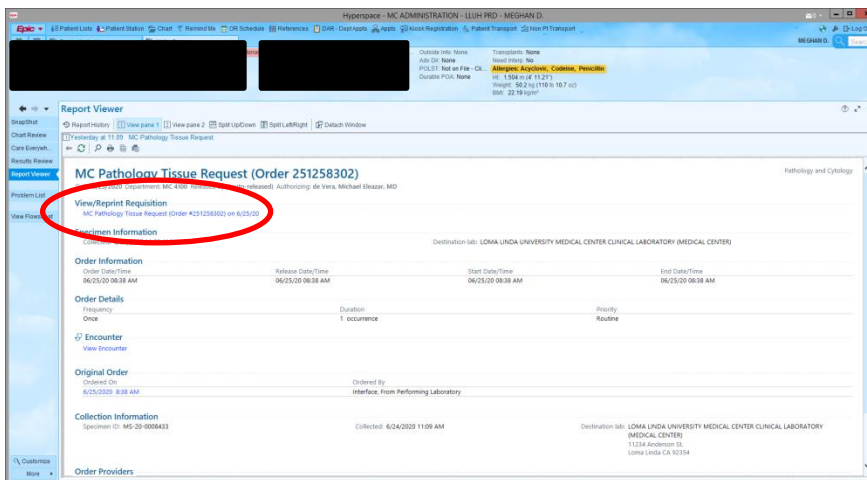 Hyperspace - MC ADMINISTRATION - LLUH PRD - MEGHAN D.
Epic Patient Lists Patient Station Chart Remind Me OR Schedule References DAR - Dept Appts Appts Kiosk Registration Patient Transport Non Pt Transport Log O
MEGHAN D.
Outside Info: None Transplants: None
Adv Dir: None Need Interp: No
POLST: Not on File - Cli... Allergies: Acyclovir, Codeine, Penicillin
Durable POA: None Ht: 1.504 m (4' 11.21")
Weight: 50.2 kg (110 lb 10.7 oz)
BMI: 22.19 kg/m²
Report Viewer
SnapShot
Chart Review
Care Everywh...
Results Review
Report Viewer
Problem List
View Flows
Report History View pane 1 View pane 2 Split Up/Down Split Left/Right Detach Window
Yesterday at 11:09 MC Pathology Tissue Request
MC Pathology Tissue Request (Order 251258302) Pathology and Cytology
Department: MC 4100 Authorizing: de Vera, Michael Eleazar, MD
View/Reprint Requisition
MC Pathology Tissue Request (Order #251258302) on 6/25/20
Specimen Information
Destination lab: LOMA LINDA UNIVERSITY MEDICAL CENTER CLINICAL LABORATORY (MEDICAL CENTER)
Order Information
Order Date/Time Release Date/Time Start Date/Time End Date/Time
06/25/20 08:38 AM 06/25/20 08:38 AM 06/25/20 08:38 AM 06/25/20 08:38 AM
Order Details
Frequency Duration Priority
Once 1 occurrence Routine
Encounter
View Encounter
Original Order
Ordered On Ordered By
6/25/2020 8:38 AM Interface, From Performing Laboratory
Collection Information
Specimen ID: MS-20-0008433 Collected: 6/24/2020 11:09 AM Destination lab: LOMA LINDA UNIVERSITY MEDICAL CENTER CLINICAL LABORATORY
(MEDICAL CENTER)
11234 Anderson St.
Loma Linda CA 92354
Order Providers
Customize
More